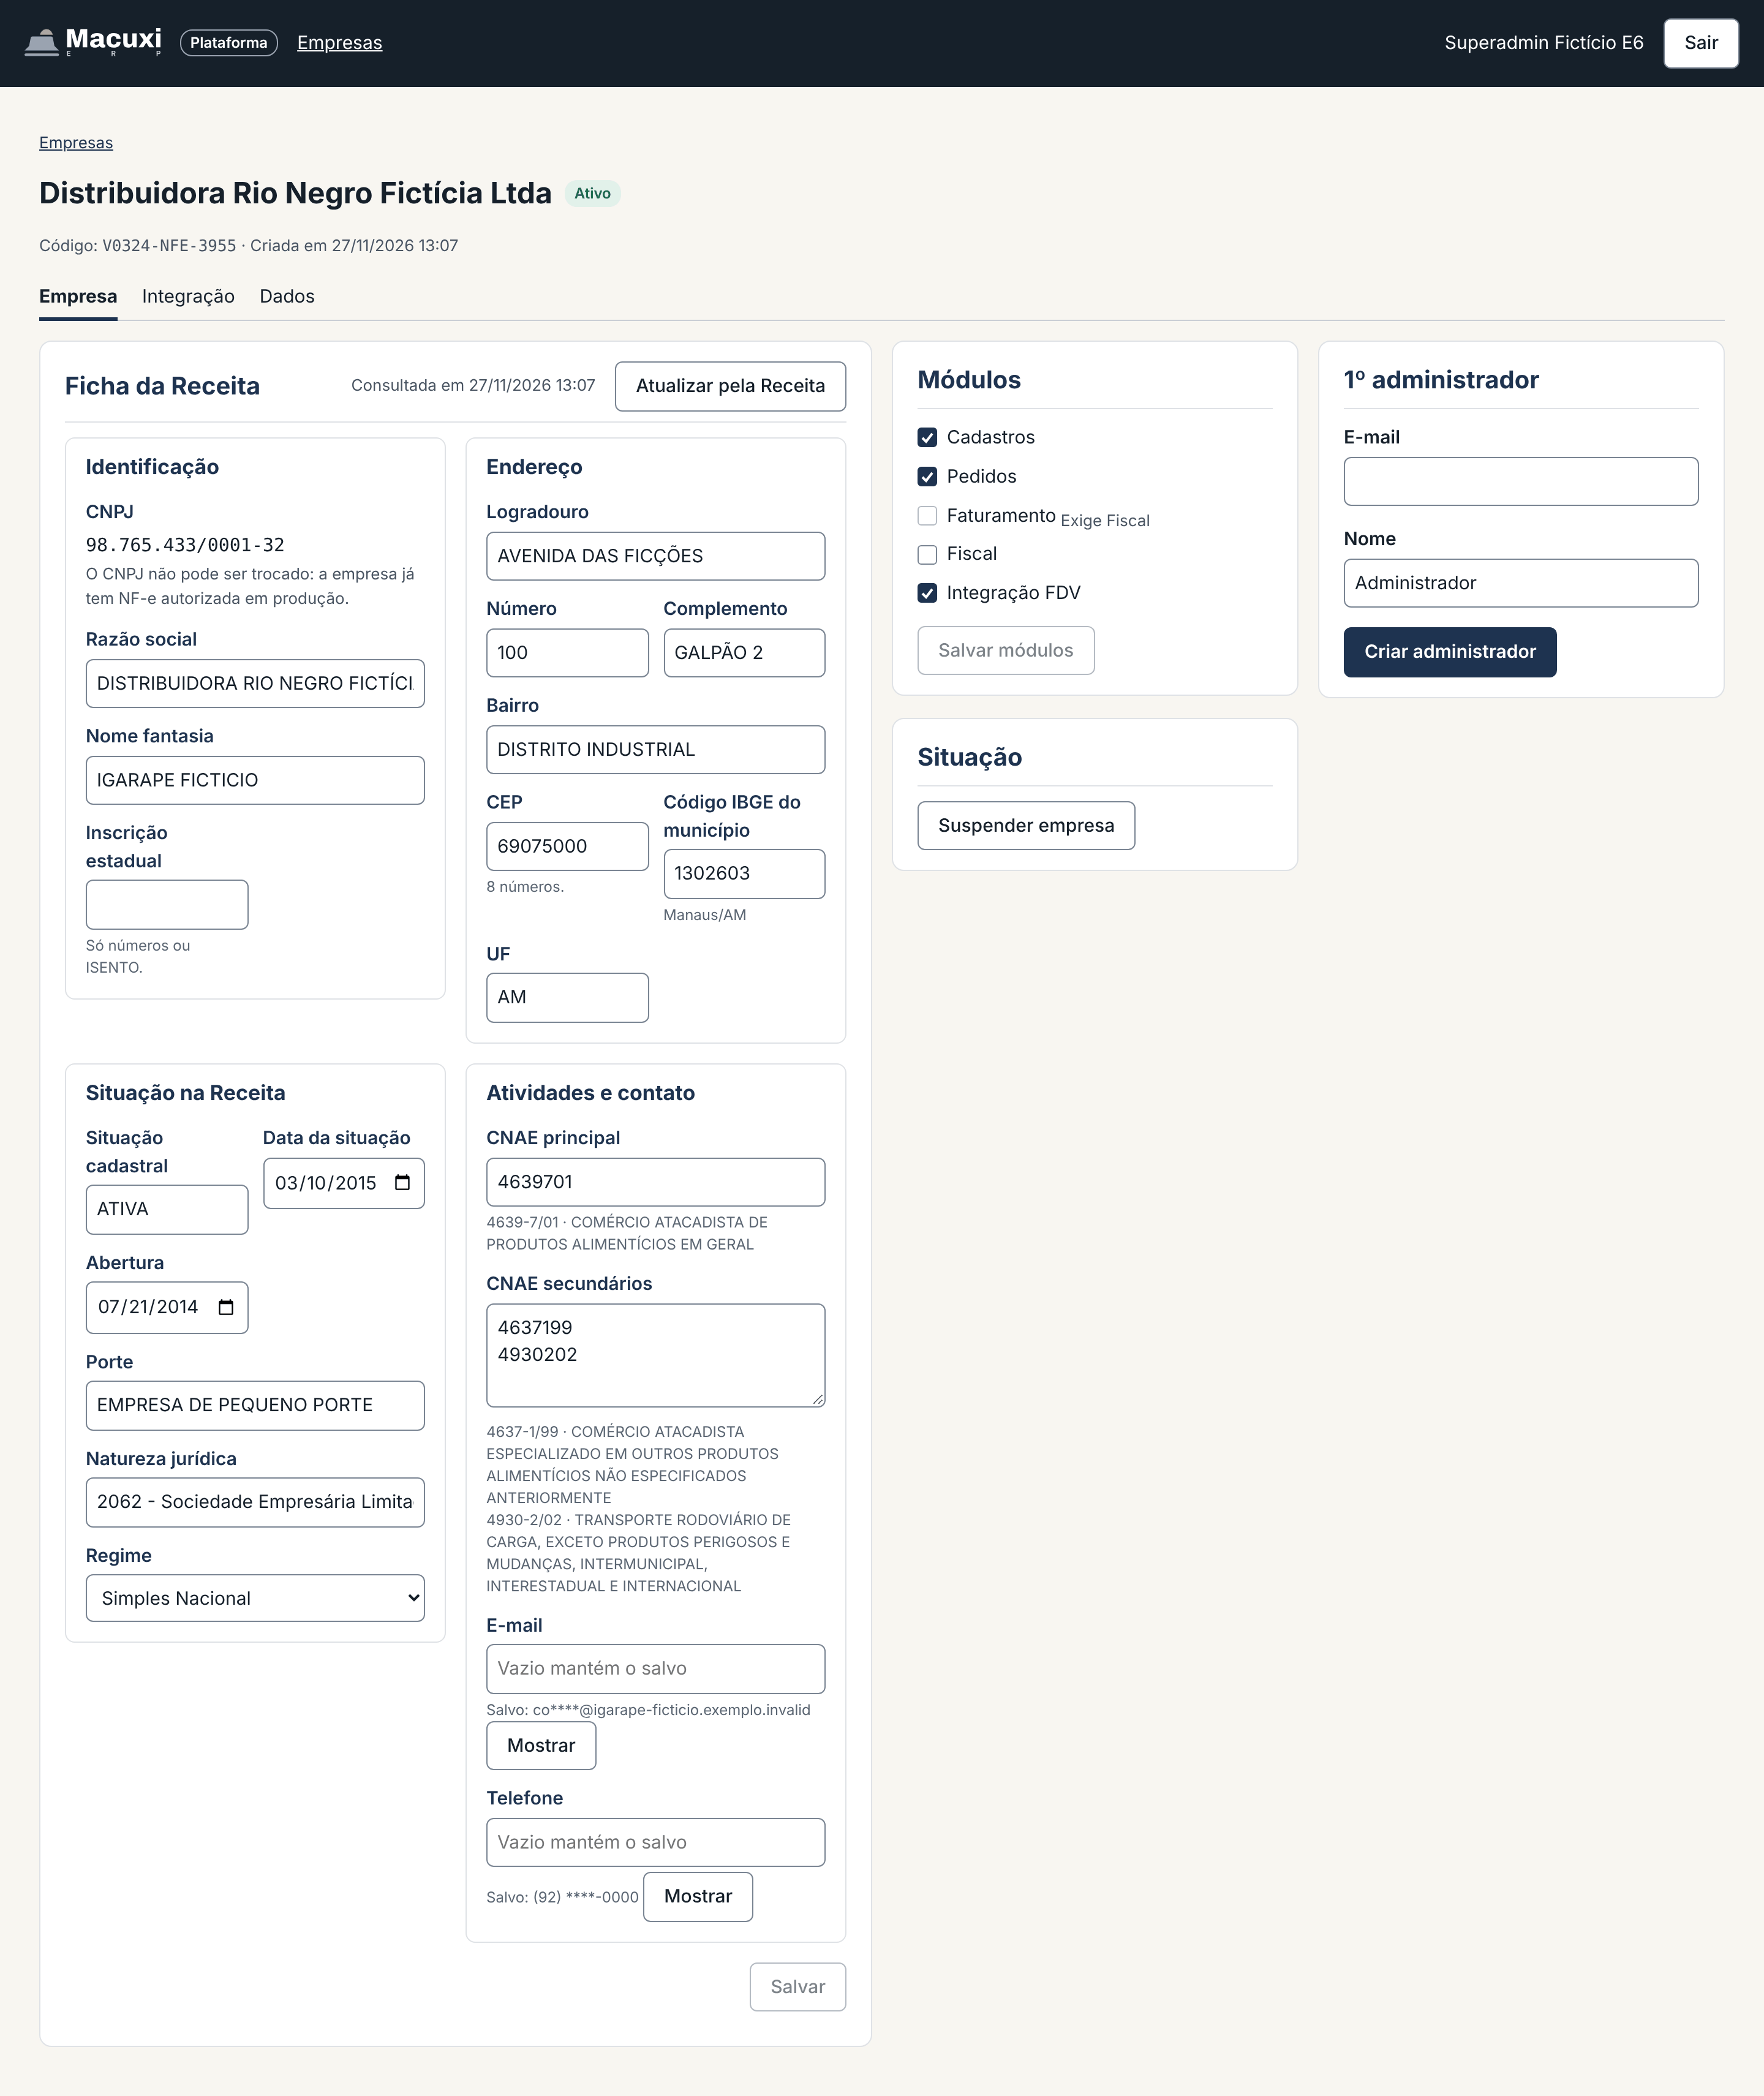 Macuxi
E R P
Plataforma
Empresas
Superadmin Fictício E6
Sair
Empresas
Distribuidora Rio Negro Fictícia Ltda
Ativo
Código: V0324-NFE-3955 · Criada em 27/11/2026 13:07
Empresa
Integração
Dados
Ficha da Receita
Consultada em 27/11/2026 13:07
Atualizar pela Receita
Identificação
CNPJ
98.765.433/0001-32
O CNPJ não pode ser trocado: a empresa já
tem NF-e autorizada em produção.
Razão social
DISTRIBUIDORA RIO NEGRO FICTÍCI
Nome fantasia
IGARAPE FICTICIO
Inscrição
estadual
Só números ou
ISENTO.
Endereço
Logradouro
AVENIDA DAS FICÇÕES
Número
Complemento
100
GALPÃO 2
Bairro
DISTRITO INDUSTRIAL
CEP
Código IBGE do
município
69075000
1302603
8 números.
Manaus/AM
UF
AM
Situação na Receita
Situação
cadastral
Data da situação
ATIVA
03/10/2015
Abertura
07/21/2014
Porte
EMPRESA DE PEQUENO PORTE
Natureza jurídica
2062 - Sociedade Empresária Limita
Regime
Simples Nacional
Atividades e contato
CNAE principal
4639701
4639-7/01 · COMÉRCIO ATACADISTA DE
PRODUTOS ALIMENTÍCIOS EM GERAL
CNAE secundários
4637199
4930202
4637-1/99 · COMÉRCIO ATACADISTA
ESPECIALIZADO EM OUTROS PRODUTOS
ALIMENTÍCIOS NÃO ESPECIFICADOS
ANTERIORMENTE
4930-2/02 · TRANSPORTE RODOVIÁRIO DE
CARGA, EXCETO PRODUTOS PERIGOSOS E
MUDANÇAS, INTERMUNICIPAL,
INTERESTADUAL E INTERNACIONAL
E-mail
Vazio mantém o salvo
Salvo: co****@igarape-ficticio.exemplo.invalid
Mostrar
Telefone
Vazio mantém o salvo
Salvo: (92) ****-0000
Mostrar
Salvar
Módulos
Cadastros
Pedidos
Faturamento Exige Fiscal
Fiscal
Integração FDV
Salvar módulos
Situação
Suspender empresa
1º administrador
E-mail
Nome
Administrador
Criar administrador